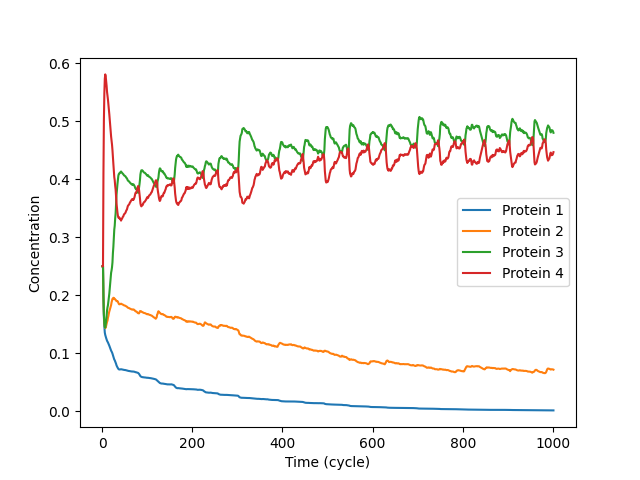 0.6
0.5
0.4
0.3
0.2
0.1
0.0
Concentration
Protein 1
Protein 2
Protein 3
Protein 4
0 200 400 600 800 1000
Time (cycle)